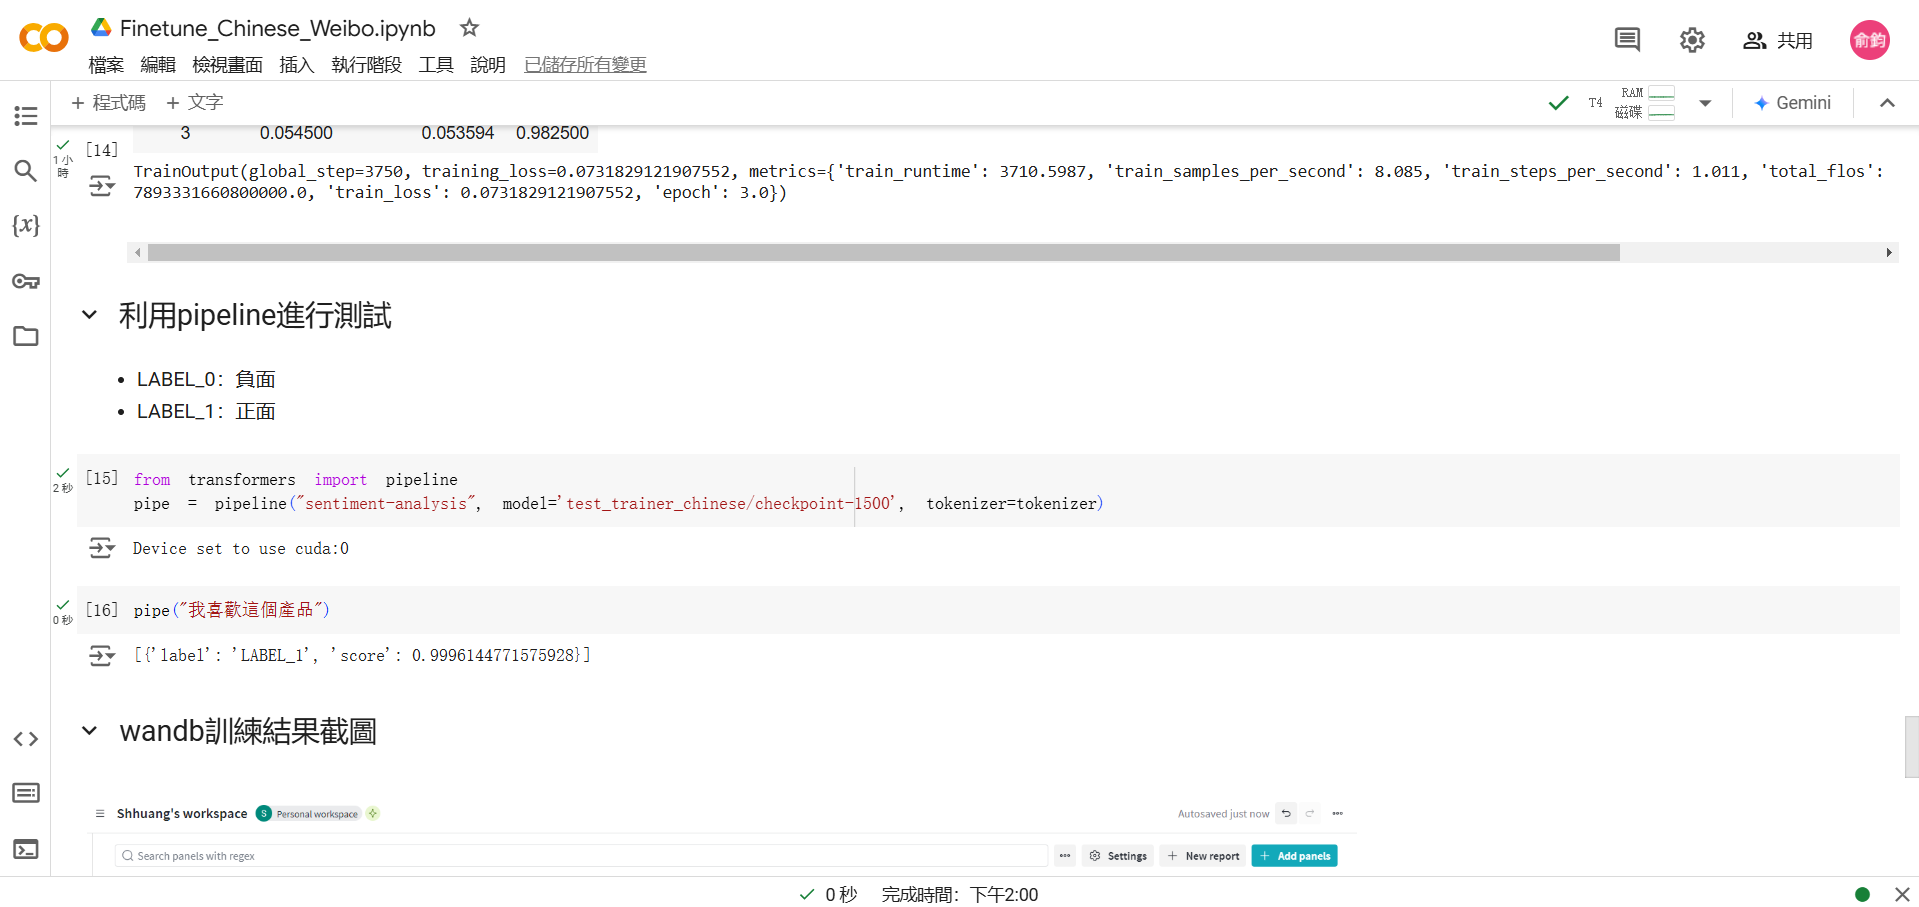 Finetune_Chinese_Weibo.ipynb
共用
俞鈞
檔案 編輯 檢視畫面 插入 執行階段 工具 說明 已儲存所有變更
+ 程式碼 + 文字
T4
RAM
磁碟
Gemini
3 0.054500 0.053594 0.982500
1 小時
[14]
TrainOutput(global_step=3750, training_loss=0.0731829121907552, metrics={'train_runtime': 3710.5987, 'train_samples_per_second': 8.085, 'train_steps_per_second': 1.011, 'total_flos':
7893331660800000.0, 'train_loss': 0.0731829121907552, 'epoch': 3.0})
利用pipeline進行測試
• LABEL_0：負面
• LABEL_1：正面
2 秒
[15] from transformers import pipeline
pipe = pipeline("sentiment-analysis", model='test_trainer_chinese/checkpoint-1500', tokenizer=tokenizer)
Device set to use cuda:0
0 秒
[16] pipe("我喜歡這個產品")
[{'label': 'LABEL_1', 'score': 0.9996144771575928}]
wandb訓練結果截圖
Shhuang's workspace S Personal workspace
Autosaved just now
Search panels with regex
Settings + New report + Add panels
0 秒 完成時間：下午2:00